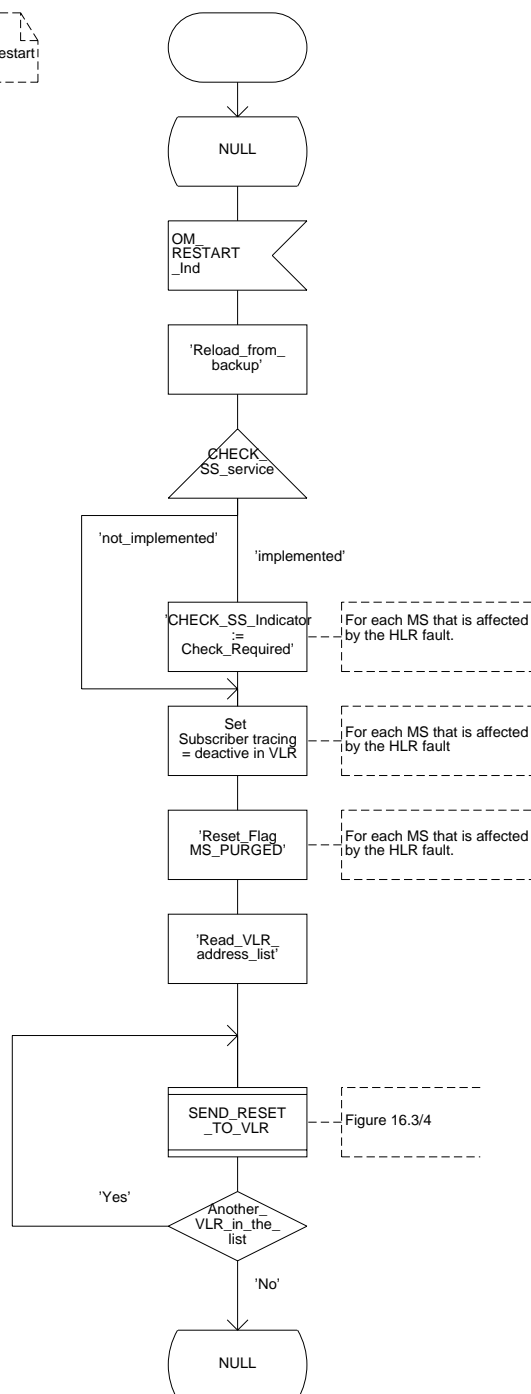 estart
NULL
OM_
RESTART
_Ind
'Reload_from_
backup'
CHECK_
SS_service
'not_implemented'
'implemented'
'CHECK_SS_Indicator
:=
Check_Required'
For each MS that is affected
by the HLR fault.
Set
Subscriber tracing
= deactive in VLR
For each MS that is affected
by the HLR fault
'Reset_Flag
MS_PURGED'
For each MS that is affected
by the HLR fault.
'Read_VLR_
address_list'
SEND_RESET
_TO_VLR
Figure 16.3/4
'Yes'
Another_
VLR_in_the_
list
'No'
NULL